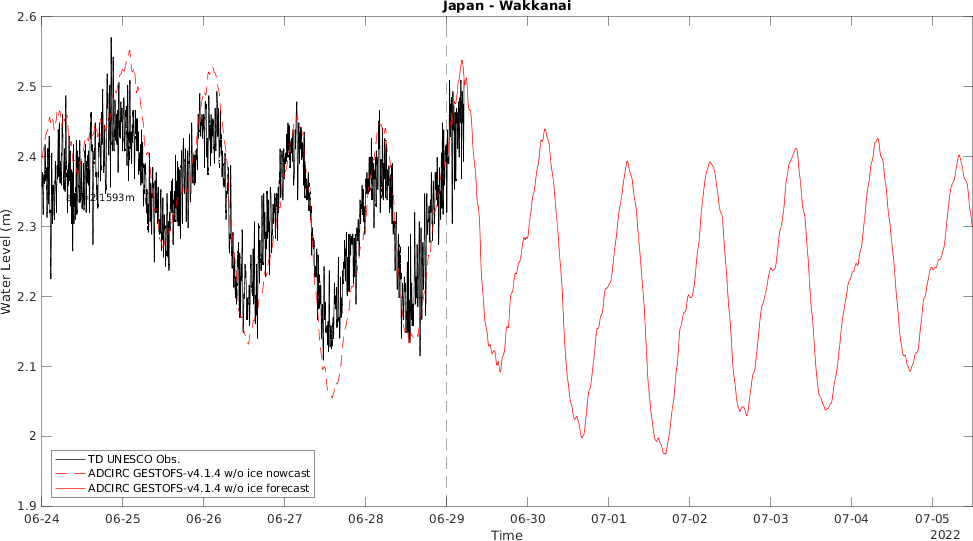 Japan - Wakkanai
2.6
2.5
2.4
2.3
2.2
2.1
2
1.9
Water Level (m)
TD UNESCO Obs.
ADCIRC GESTOFS-v4.1.4 w/o ice nowcast
ADCIRC GESTOFS-v4.1.4 w/o ice forecast
06-24 06-25 06-26 06-27 06-28 06-29 06-30 07-01 07-02 07-03 07-04 07-05
Time
2022